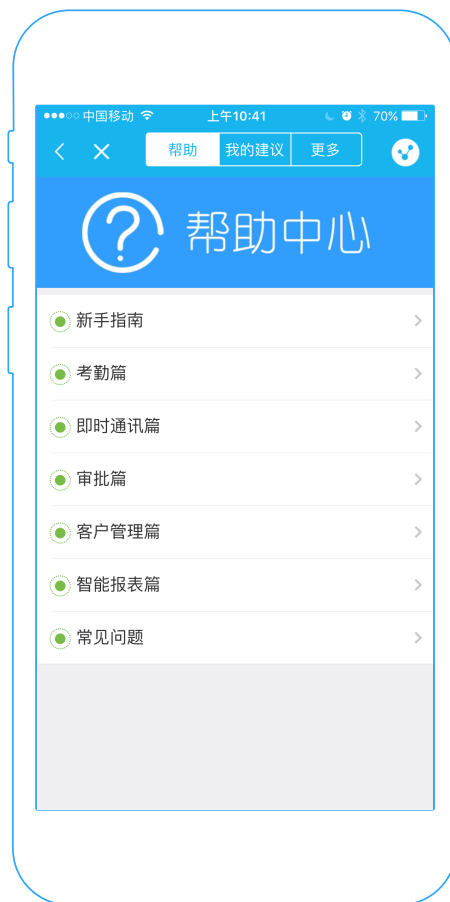 中国移动 上午10:41 70%
帮助 我的建议 更多
帮助中心
新手指南
考勤篇
即时通讯篇
审批篇
客户管理篇
智能报表篇
常见问题